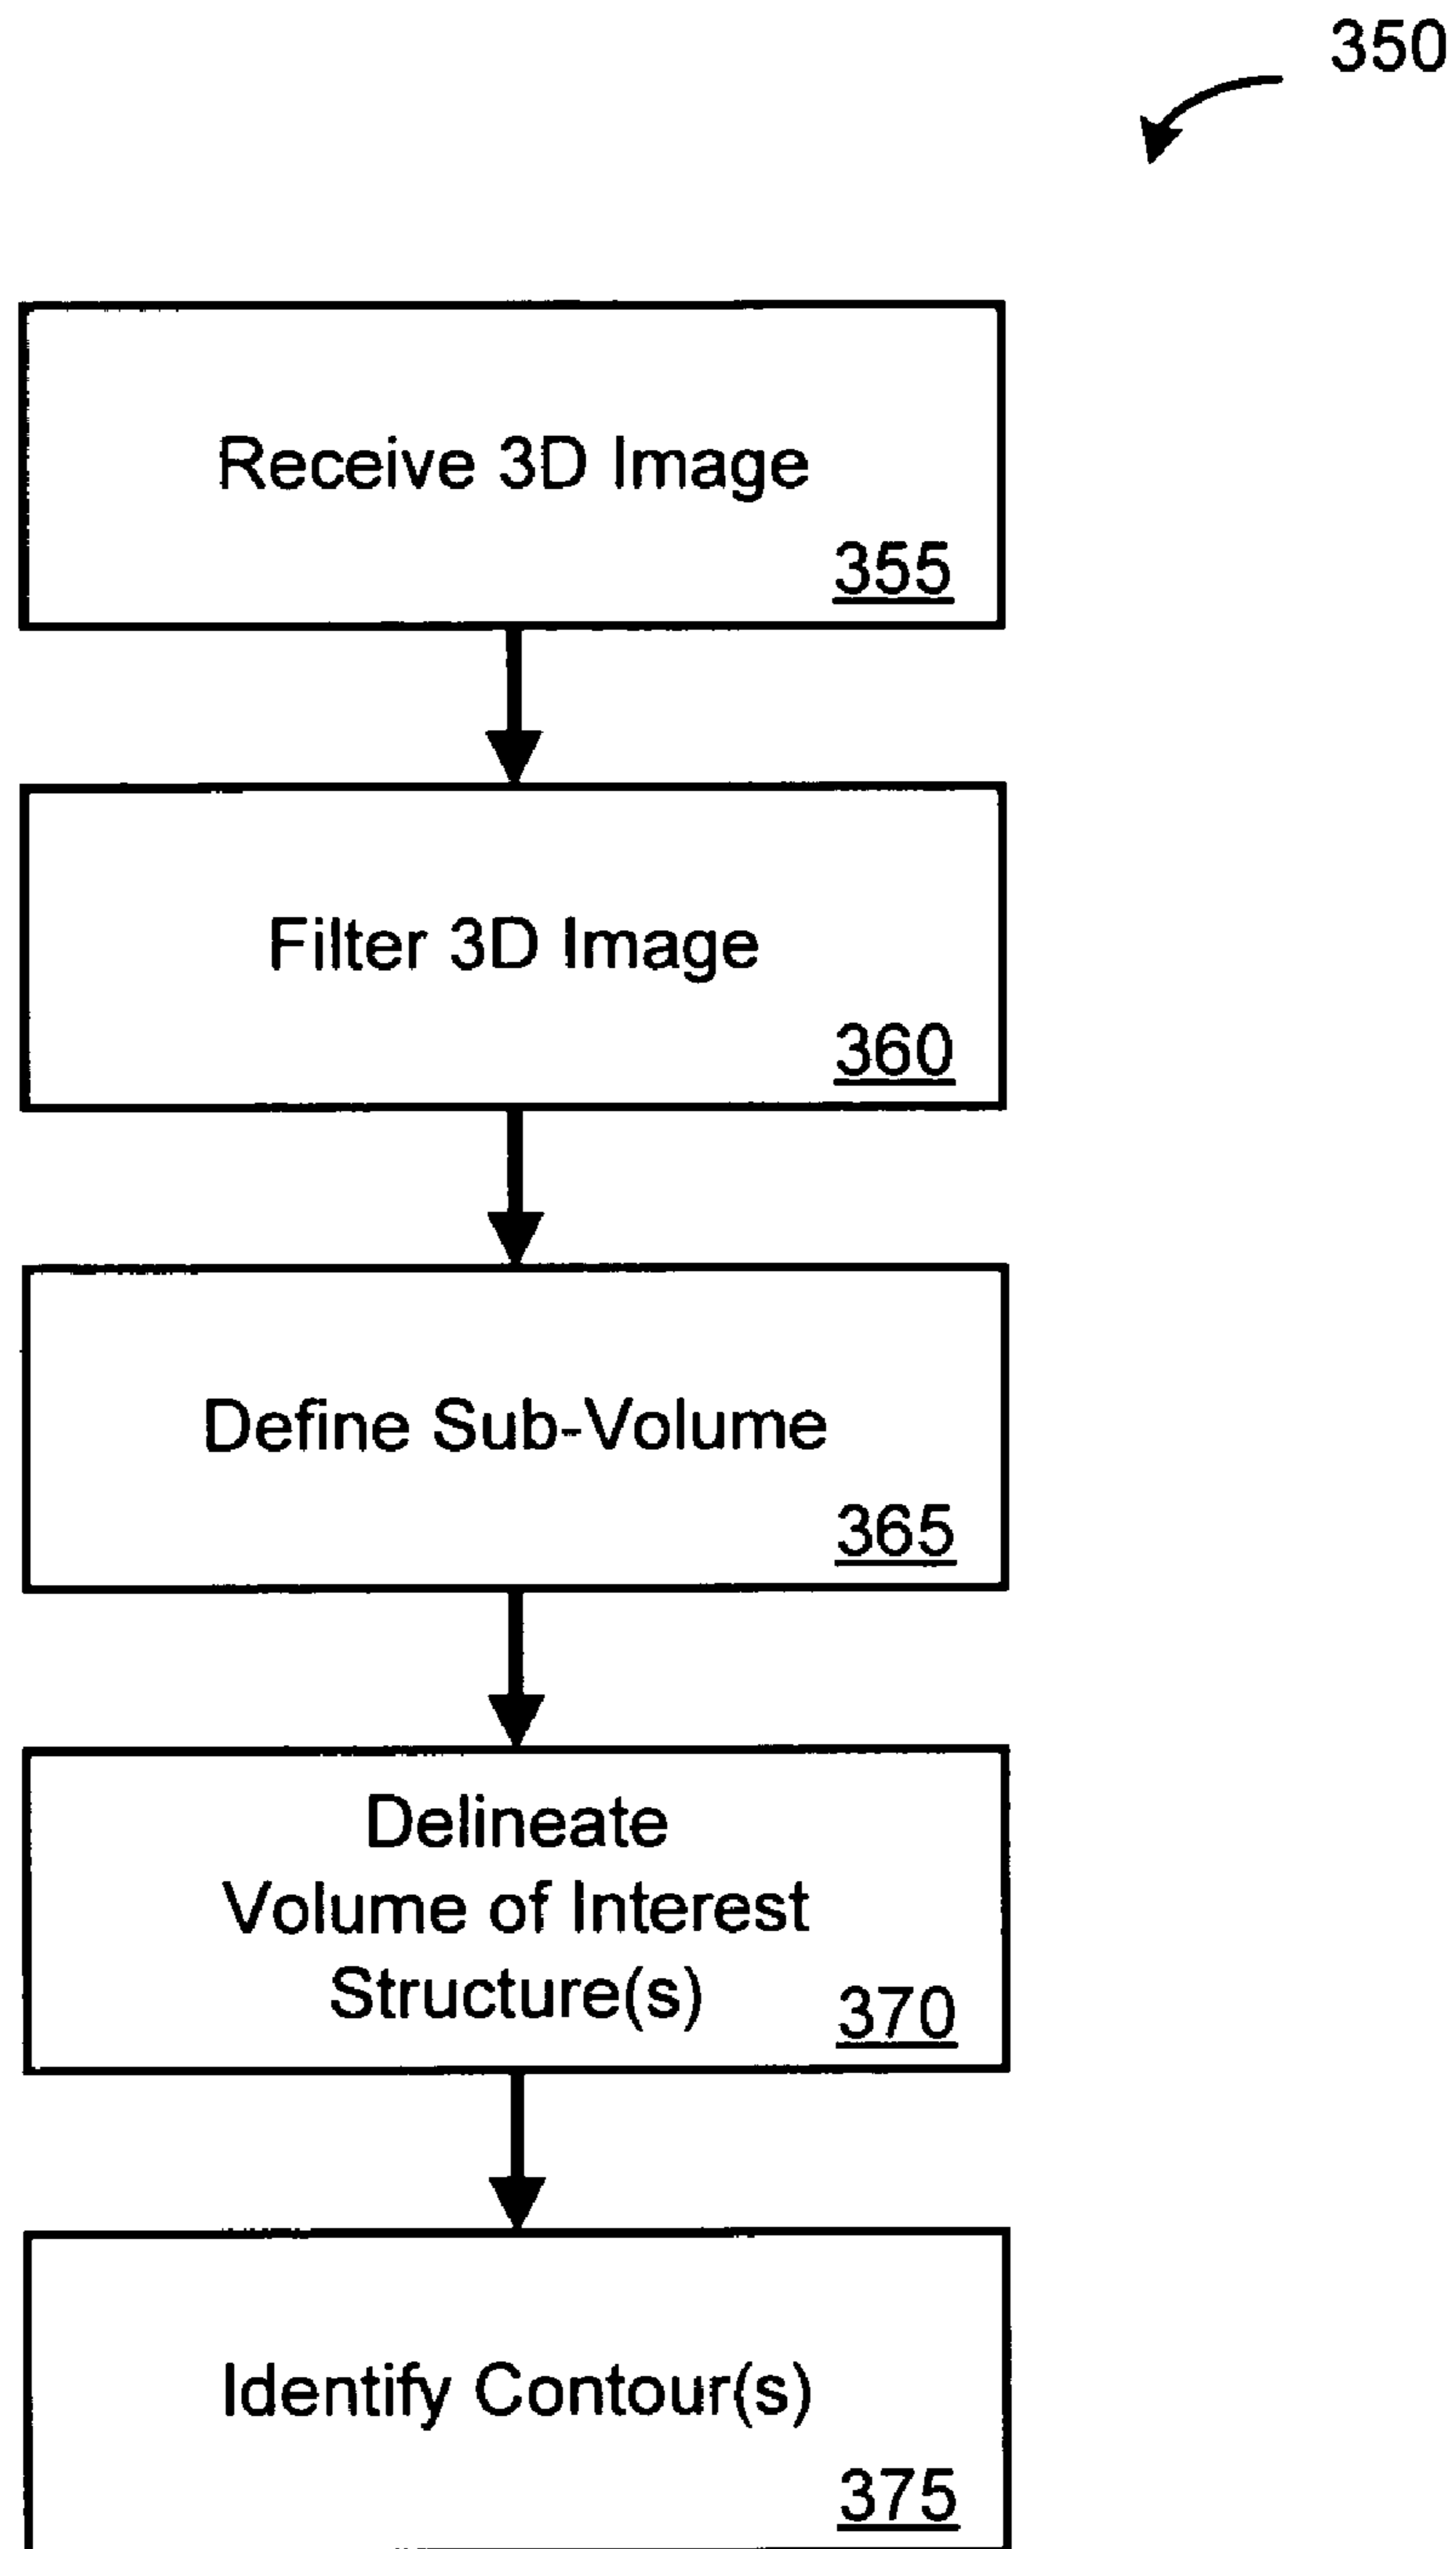 350
Receive 3D Image
355
Filter 3D Image
360
Define Sub-Volume
365
Delineate
Volume of Interest
Structure(s)
370
Identify Contour(s)
375